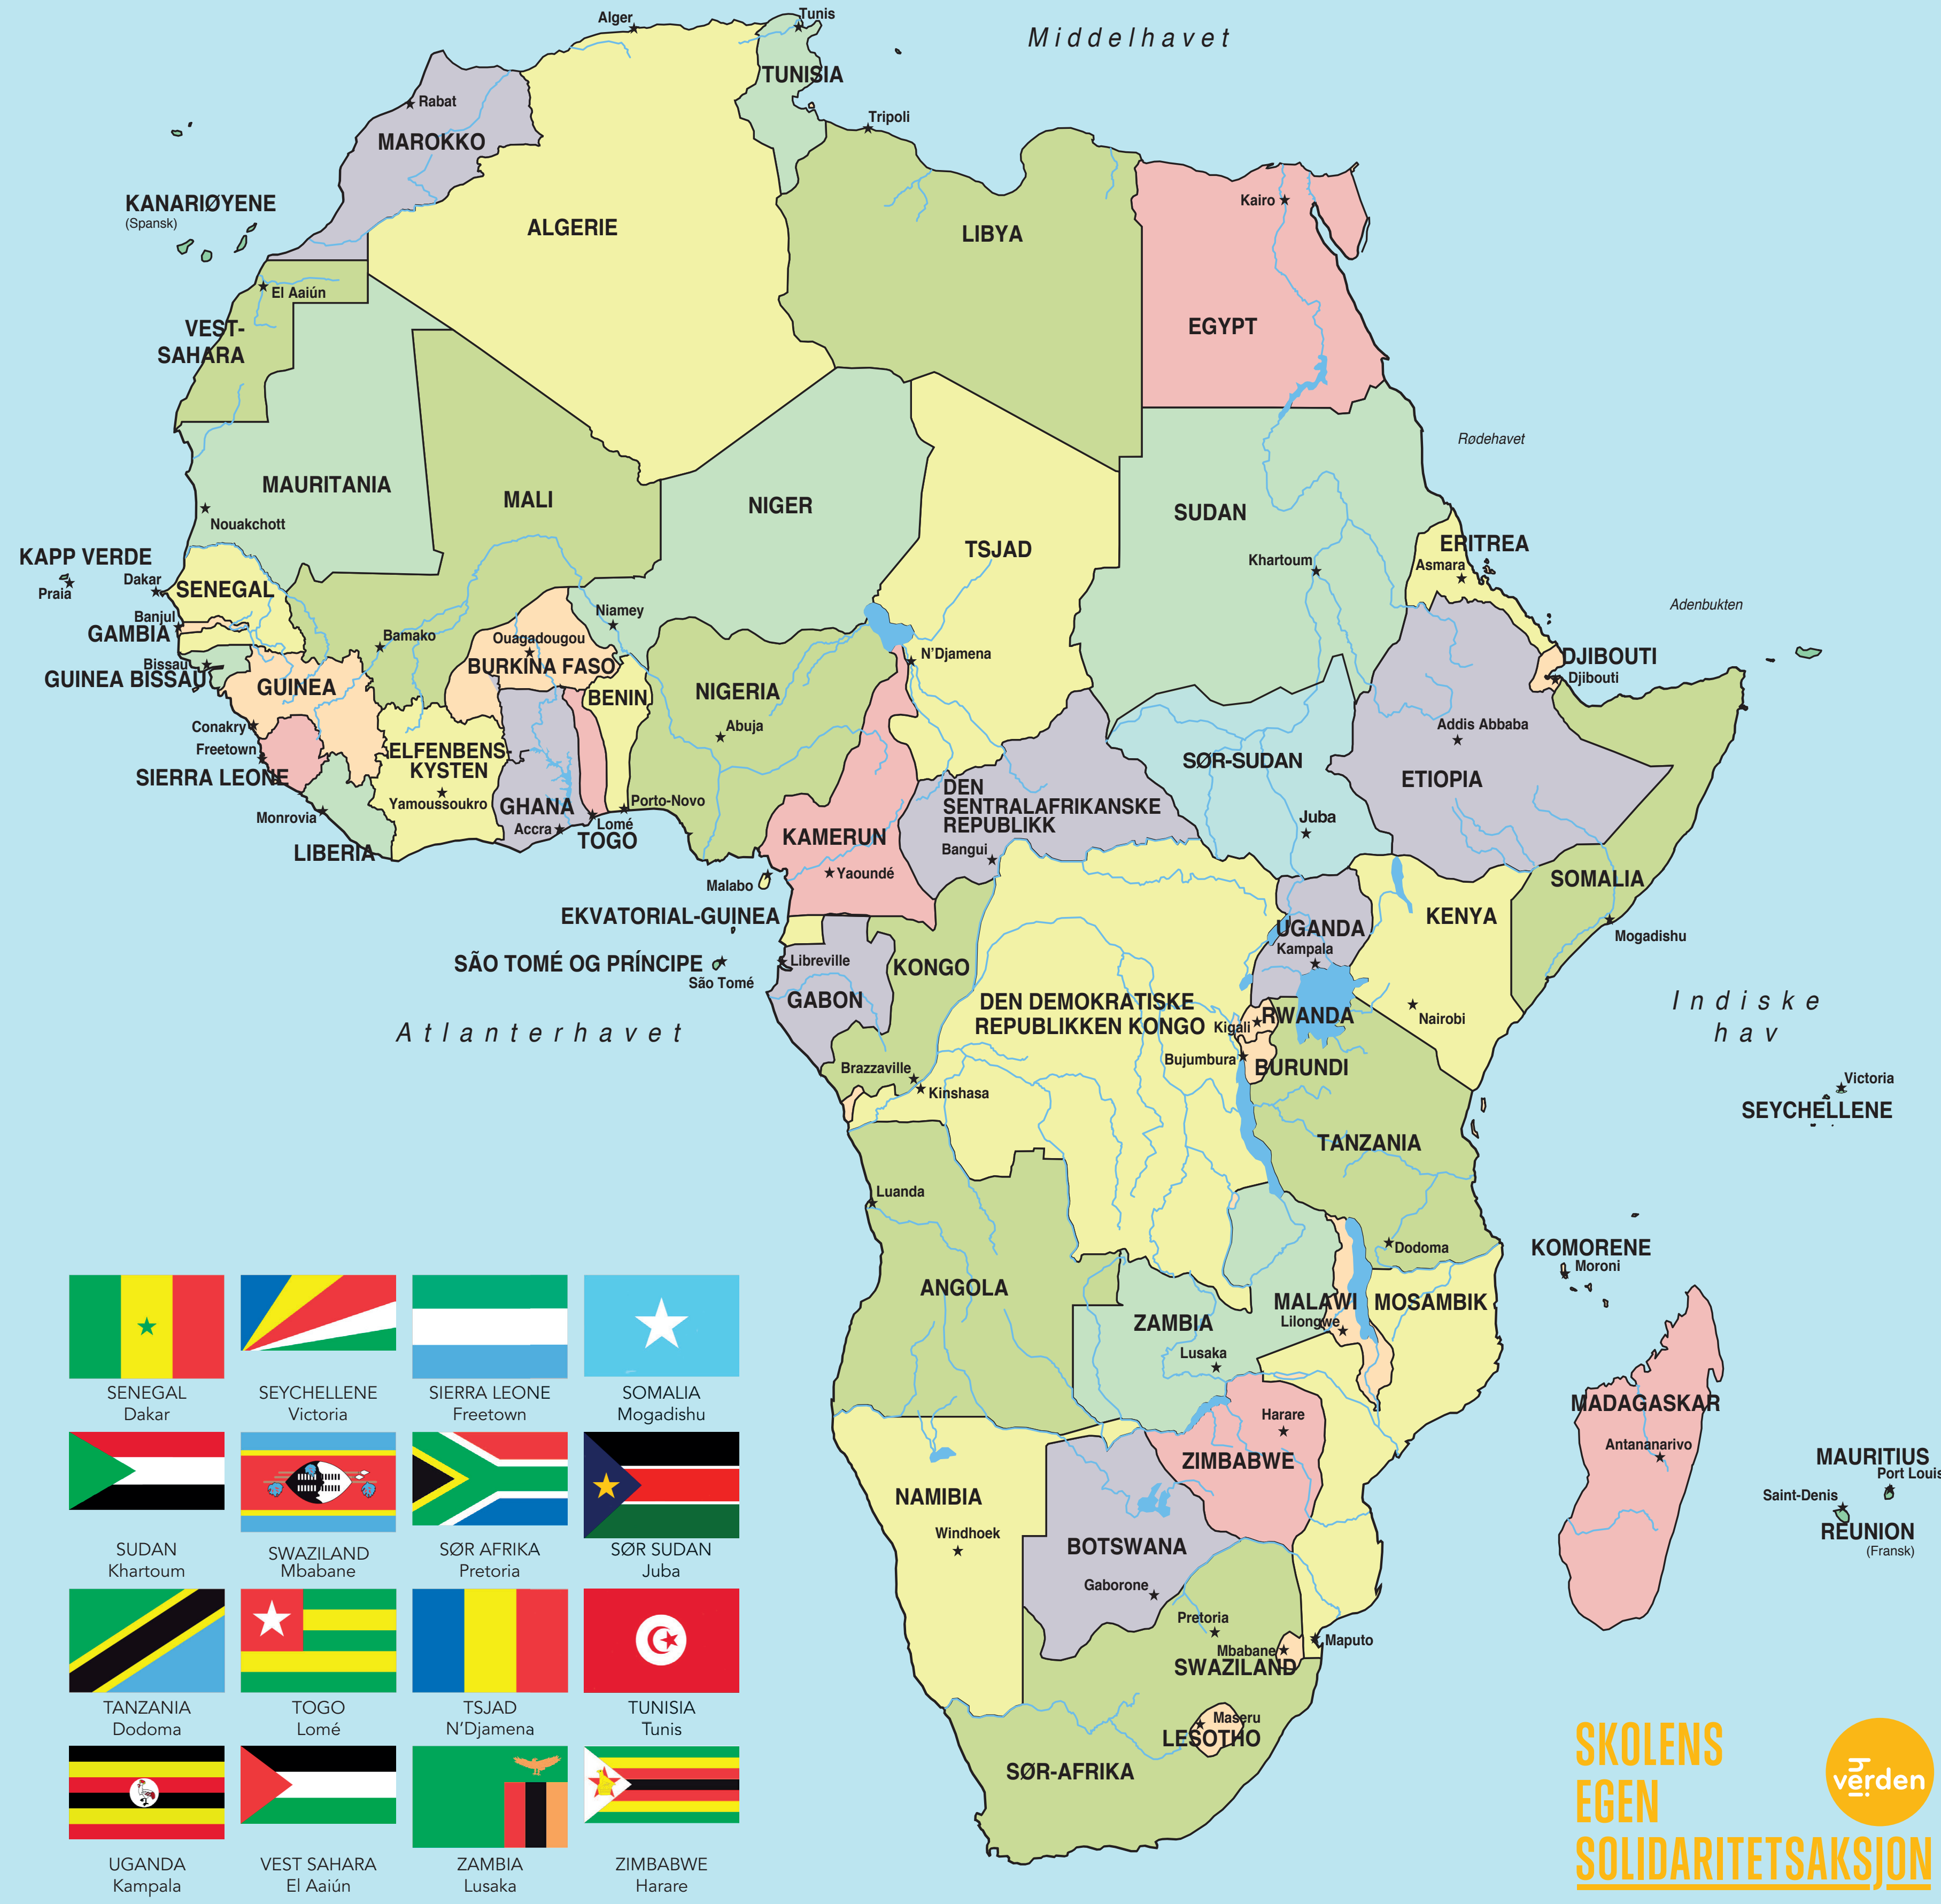 Alger
Tunis
Middelhavet
TUNISIA
Rabat
Tripoli
MAROKKO
KANARIØYENE
(Spansk)
Kairo
ALGERIE
LIBYA
El Aaiún
VEST-
SAHARA
EGYPT
Rødehavet
MAURITANIA
MALI
NIGER
SUDAN
Nouakchott
TSJAD
ERITREA
KAPP VERDE
Praia
Dakar
SENEGAL
Khartoum
Asmara
Adenbukten
Banjul
GAMBIA
Niamey
Bamako
Ouagadougou
BURKINA FASO
N'Djamena
Bissau
GUINEA BISSAU
GUINEA
BENIN
NIGERIA
DJIBOUTI
Djibouti
Conakry
Freetown
SIERRA LEONE
ELFENBENS-
KYSTEN
Yamoussoukro
Abuja
Addis Abbaba
SØR-SUDAN
ETIOPIA
GHANA
Accra
Porto-Novo
Lomé
TOGO
DEN
SENTRALAFRIKANSKE
REPUBLIKK
Bangui
Monrovia
LIBERIA
KAMERUN
Yaoundé
Juba
Malabo
EKVATORIAL-GUINEA
SOMALIA
UGANDA
Kampala
KENYA
Mogadishu
SÃO TOMÉ OG PRÍNCIPE
São Tomé
Libreville
GABON
KONGO
DEN DEMOKRATISKE
REPUBLIKKEN KONGO
Kigali
RWANDA
Nairobi
Indiske
hav
Atlanterhavet
Bujumbura
BURUNDI
Brazzaville
Kinshasa
Victoria
SEYCHELLENE
TANZANIA
Luanda
Dodoma
KOMORENE
Moroni
ANGOLA
MALAWI
Lilongwe
MOSAMBIK
ZAMBIA
Lusaka
MADAGASKAR
Antananarivo
Harare
ZIMBABWE
MAURITIUS
Port Louis
Saint-Denis
REUNION
(Fransk)
NAMIBIA
Windhoek
BOTSWANA
Gaborone
Pretoria
Mbabane
SWAZILAND
Maputo
Maseru
LESOTHO
SØR-AFRIKA
SENEGAL
Dakar
SEYCHELLENE
Victoria
SIERRA LEONE
Freetown
SOMALIA
Mogadishu
SUDAN
Khartoum
SWAZILAND
Mbabane
SØR AFRIKA
Pretoria
SØR SUDAN
Juba
TANZANIA
Dodoma
TOGO
Lomé
TSJAD
N'Djamena
TUNISIA
Tunis
UGANDA
Kampala
VEST SAHARA
El Aaiún
ZAMBIA
Lusaka
ZIMBABWE
Harare
SKOLENS
EGEN
SOLIDARITETSAKSJON
verden